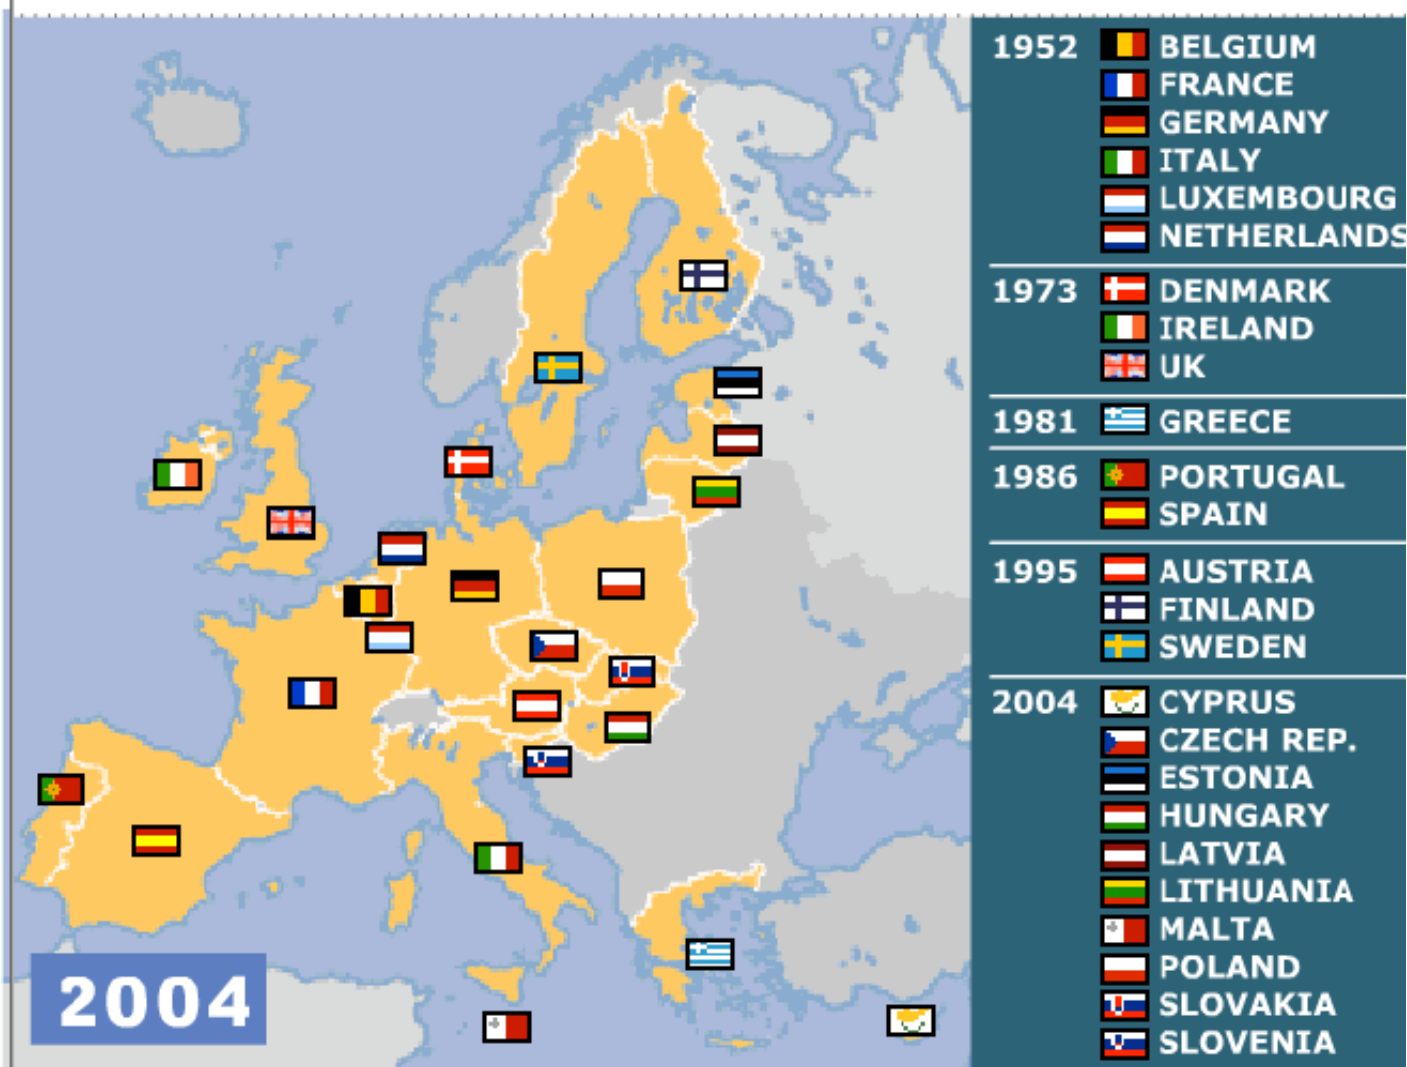 1952 BELGIUM
FRANCE
GERMANY
ITALY
LUXEMBOURG
NETHERLANDS
1973 DENMARK
IRELAND
UK
1981 GREECE
1986 PORTUGAL
SPAIN
1995 AUSTRIA
FINLAND
SWEDEN
2004 CYPRUS
CZECH REP.
ESTONIA
HUNGARY
LATVIA
LITHUANIA
MALTA
POLAND
SLOVAKIA
SLOVENIA
2004